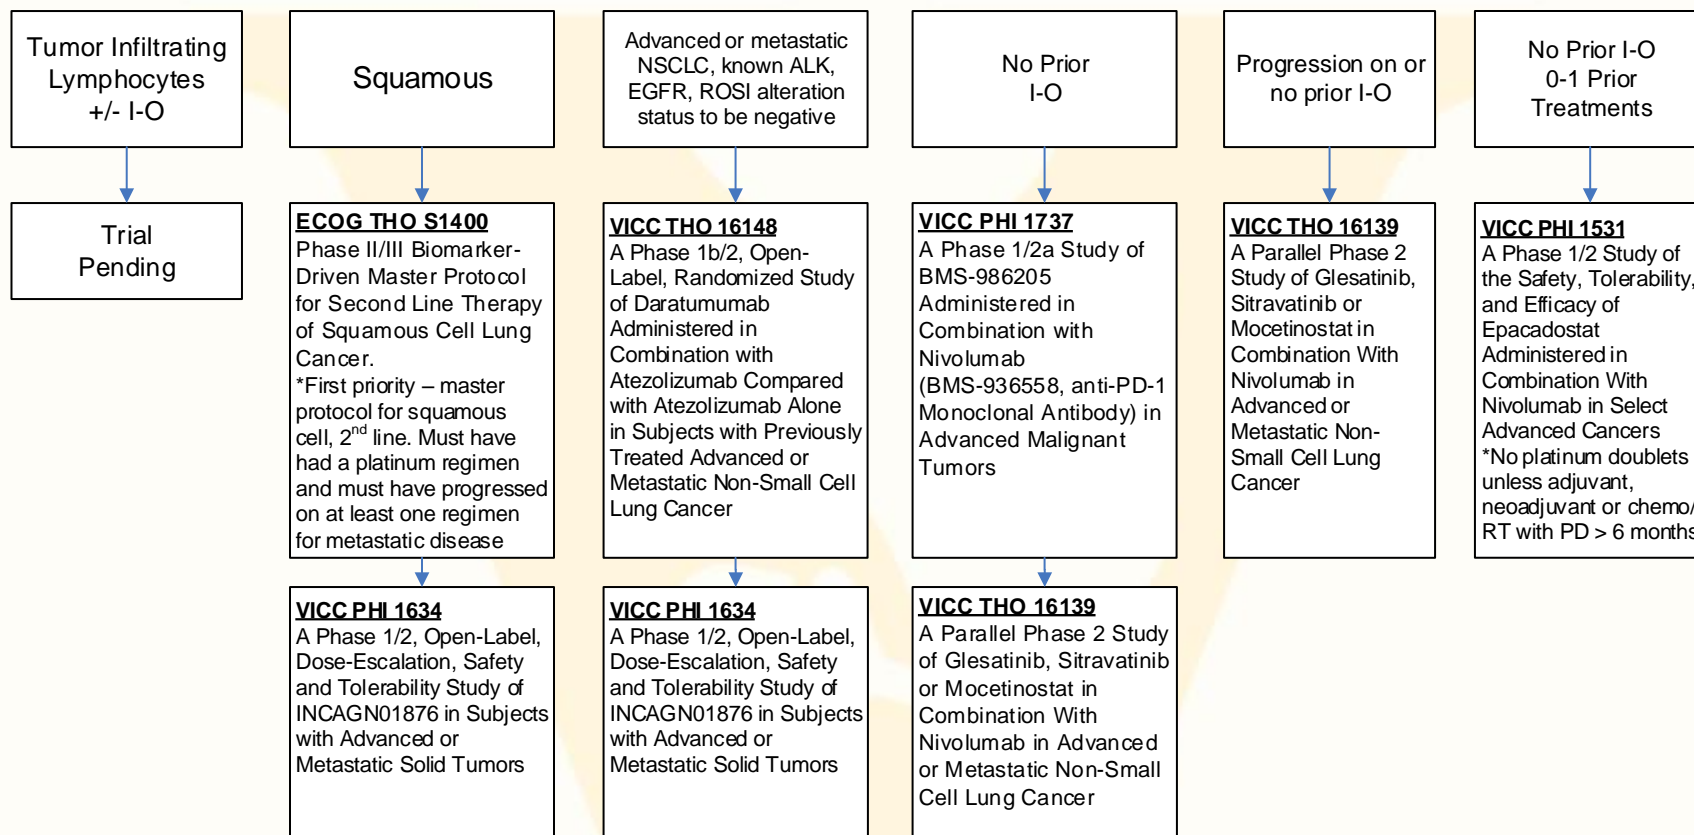 Tumor Infiltrating
Lymphocytes
+/- I-O
Squamous
Advanced or metastatic
NSCLC, known ALK,
EGFR, ROSI alteration
status to be negative
No Prior
I-O
Progression on or
no prior I-O
No Prior I-O
0-1 Prior
Treatments
Trial
Pending
ECOG THO S1400
Phase II/III Biomarker-
Driven Master Protocol
for Second Line Therapy
of Squamous Cell Lung
Cancer.
*First priority – master
protocol for squamous
cell, 2nd line. Must have
had a platinum regimen
and must have progressed
on at least one regimen
for metastatic disease
VICC THO 16148
A Phase 1b/2, Open-
Label, Randomized Study
of Daratumumab
Administered in
Combination with
Atezolizumab Compared
with Atezolizumab Alone
in Subjects with Previously
Treated Advanced or
Metastatic Non-Small Cell
Lung Cancer
VICC PHI 1737
A Phase 1/2a Study of
BMS-986205
Administered in
Combination with
Nivolumab
(BMS-936558, anti-PD-1
Monoclonal Antibody) in
Advanced Malignant
Tumors
VICC THO 16139
A Parallel Phase 2
Study of Glesatinib,
Sitravatinib or
Mocetinostat in
Combination With
Nivolumab in
Advanced or
Metastatic Non-
Small Cell Lung
Cancer
VICC PHI 1531
A Phase 1/2 Study of
the Safety, Tolerability,
and Efficacy of
Epacadostat
Administered in
Combination With
Nivolumab in Select
Advanced Cancers
*No platinum doublets
unless adjuvant,
neoadjuvant or chemo/
RT with PD > 6 months
VICC PHI 1634
A Phase 1/2, Open-Label,
Dose-Escalation, Safety
and Tolerability Study of
INCAGN01876 in Subjects
with Advanced or
Metastatic Solid Tumors
VICC PHI 1634
A Phase 1/2, Open-Label,
Dose-Escalation, Safety
and Tolerability Study of
INCAGN01876 in Subjects
with Advanced or
Metastatic Solid Tumors
VICC THO 16139
A Parallel Phase 2 Study
of Glesatinib, Sitravatinib
or Mocetinostat in
Combination With
Nivolumab in Advanced
or Metastatic Non-Small
Cell Lung Cancer